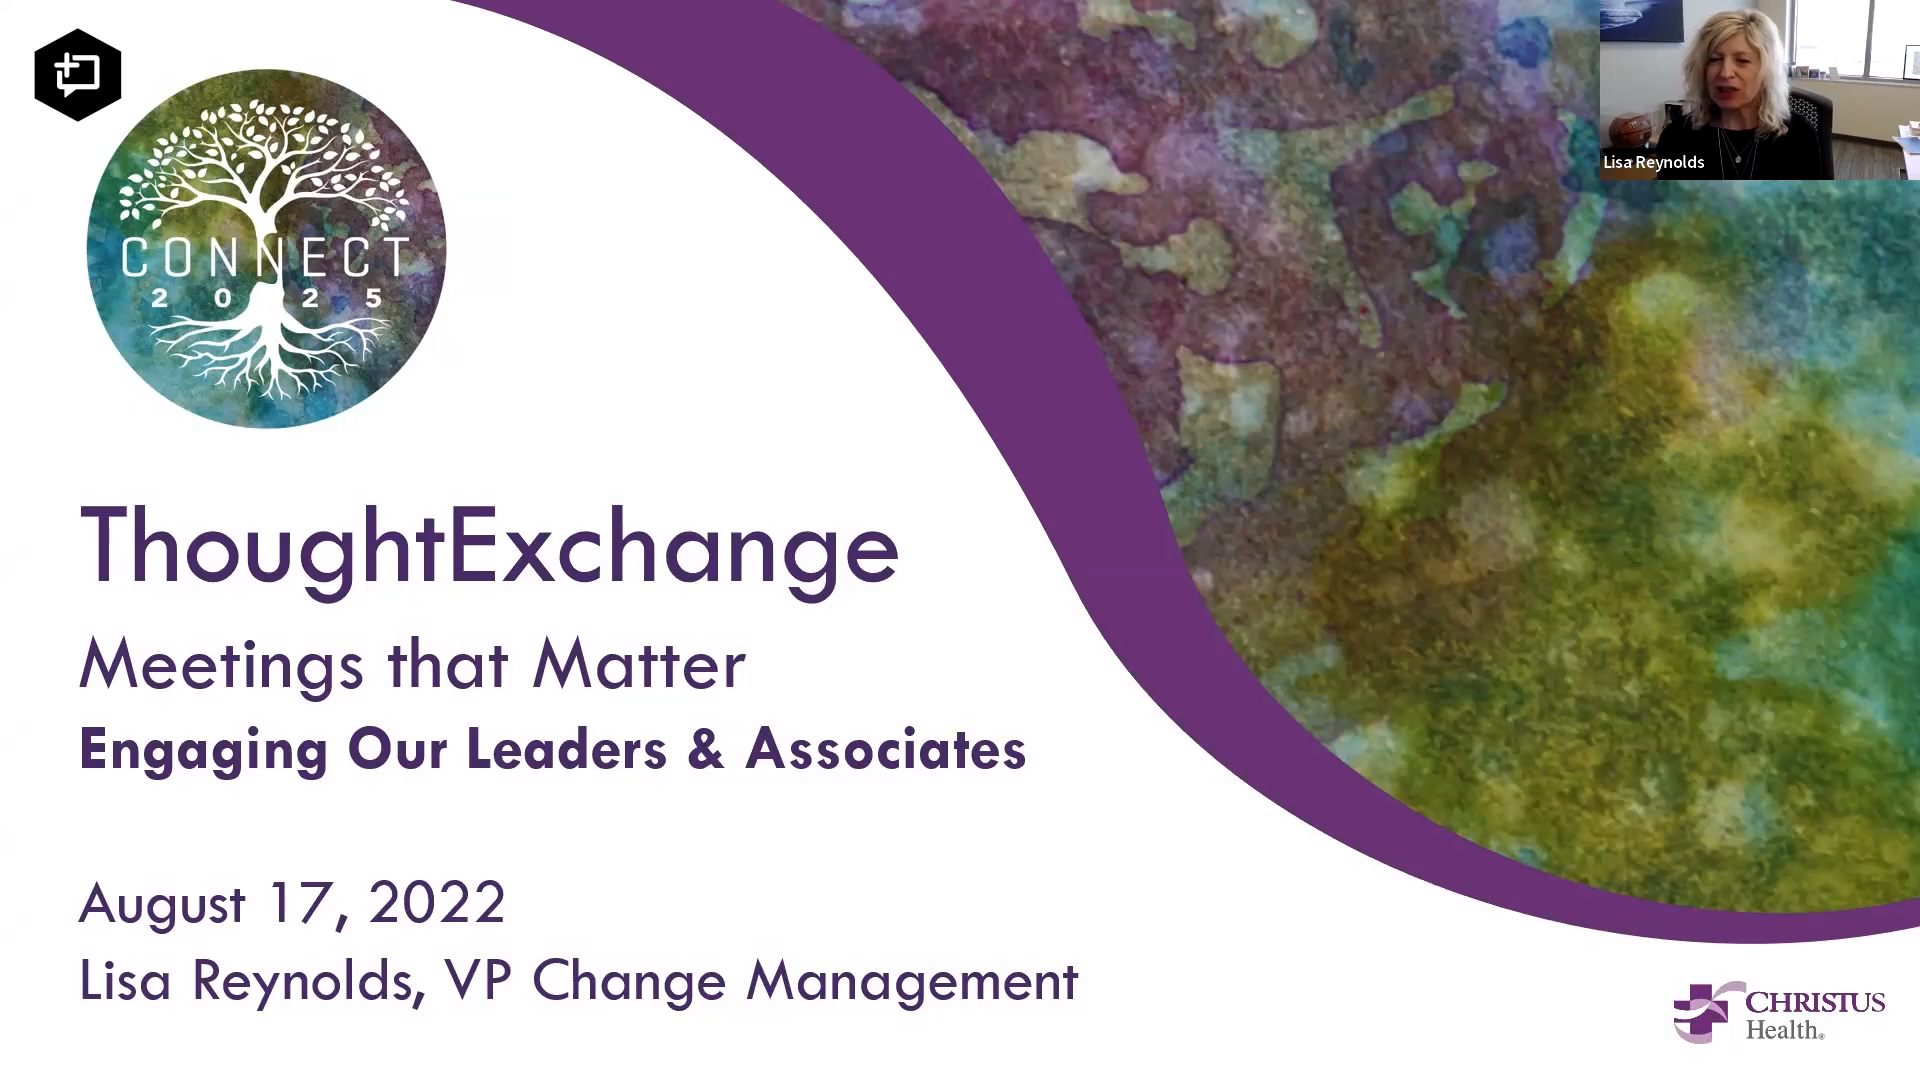 CONNECT
2025
ThoughtExchange
Meetings that Matter
Engaging Our Leaders & Associates
August 17, 2022
Lisa Reynolds, VP Change Management
Lisa Reynolds
CHRISTUS
Health®